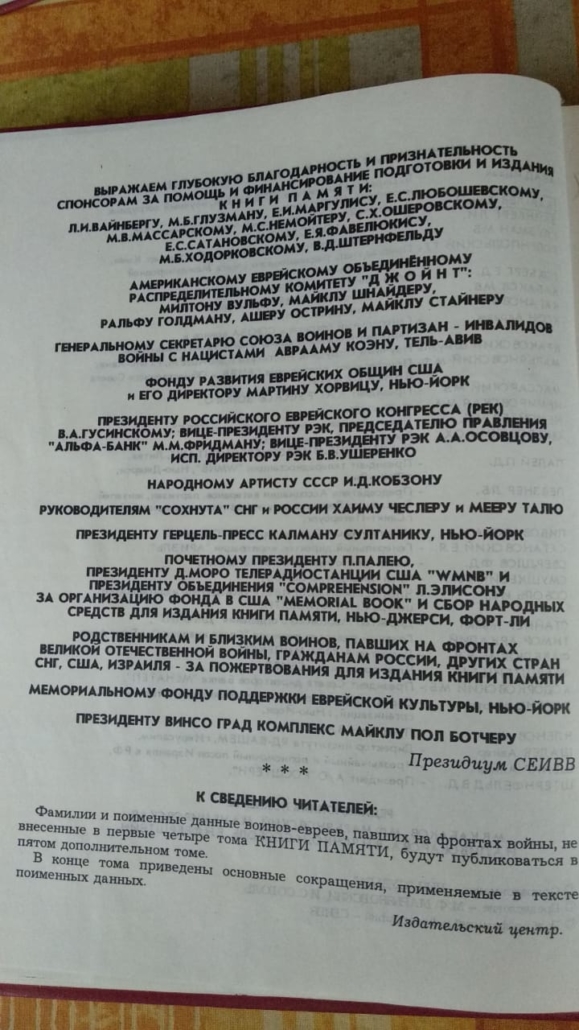 ВЫРАЖАЕМ ГЛУБОКУЮ БЛАГОДАРНОСТЬ И ПРИЗНАТЕЛЬНОСТЬ
СПОНСОРАМ ЗА ПОМОЩЬ И ФИНАНСИРОВАНИЕ ПОДГОТОВКИ И ИЗДАНИЯ
КНИГИ ПАМЯТИ:
Л.И.ВАЙНБЕРГУ, М.Б.ГЛУЗМАНУ, Е.И.МАРГУЛИСУ, Е.С.ЛЮБОШЕВСКОМУ,
М.В.МАССАРСКОМУ, М.С.НЕМОЙТЕРУ, С.Х.ОШЕРОВСКОМУ,
Е.С.САТАНОВСКОМУ, Е.Я.ФАВЕЛЮКИСУ,
М.Б.ХОДОРКОВСКОМУ, В.Д.ШТЕРНФЕЛЬДУ
АМЕРИКАНСКОМУ ЕВРЕЙСКОМУ ОБЪЕДИНЁННОМУ
РАСПРЕДЕЛИТЕЛЬНОМУ КОМИТЕТУ "ДЖОЙНТ":
МИЛТОНУ ВУЛЬФУ, МАЙКЛУ ШНАЙДЕРУ,
РАЛЬФУ ГОЛДМАНУ, АШЕРУ ОСТРИНУ, МАЙКЛУ СТАЙНЕРУ
ГЕНЕРАЛЬНОМУ СЕКРЕТАРЮ СОЮЗА ВОИНОВ И ПАРТИЗАН - ИНВАЛИДОВ
ВОЙНЫ С НАЦИСТАМИ АВРААМУ КОЭНУ, ТЕЛЬ-АВИВ
ФОНДУ РАЗВИТИЯ ЕВРЕЙСКИХ ОБЩИН США
и ЕГО ДИРЕКТОРУ МАРТИНУ ХОРВИЦУ, НЬЮ-ЙОРК
ПРЕЗИДЕНТУ РОССИЙСКОГО ЕВРЕЙСКОГО КОНГРЕССА (РЕК)
В.А.ГУСИНСКОМУ; ВИЦЕ-ПРЕЗИДЕНТУ РЭК, ПРЕДСЕДАТЕЛЮ ПРАВЛЕНИЯ
"АЛЬФА-БАНК" М.М.ФРИДМАНУ; ВИЦЕ-ПРЕЗИДЕНТУ РЭК А.А.ОСОВЦОВУ,
ИСП. ДИРЕКТОРУ РЭК Б.В.УШЕРЕНКО
НАРОДНОМУ АРТИСТУ СССР И.Д.КОБЗОНУ
РУКОВОДИТЕЛЯМ "СОХНУТА" СНГ и РОССИИ ХАИМУ ЧЕСЛЕРУ и МЕЕРУ ТАЛЮ
ПРЕЗИДЕНТУ ГЕРЦЕЛЬ-ПРЕСС КАЛМАНУ СУЛТАНИКУ, НЬЮ-ЙОРК
ПОЧЕТНОМУ ПРЕЗИДЕНТУ П.ПАЛЕЮ,
ПРЕЗИДЕНТУ Д.МОРО ТЕЛЕРАДИОСТАНЦИИ США "WMNB" И
ПРЕЗИДЕНТУ ОБЪЕДИНЕНИЯ "COMPREHENSION" Л.ЭЛИСОНУ
ЗА ОРГАНИЗАЦИЮ ФОНДА В США "MEMORIAL BOOK" И СБОР НАРОДНЫХ
СРЕДСТВ ДЛЯ ИЗДАНИЯ КНИГИ ПАМЯТИ, НЬЮ-ДЖЕРСИ, ФОРТ-ЛИ
РОДСТВЕННИКАМ И БЛИЗКИМ ВОИНОВ, ПАВШИХ НА ФРОНТАХ
ВЕЛИКОЙ ОТЕЧЕСТВЕННОЙ ВОЙНЫ, ГРАЖДАНАМ РОССИИ, ДРУГИХ СТРАН
СНГ, США, ИЗРАИЛЯ - ЗА ПОЖЕРТВОВАНИЯ ДЛЯ ИЗДАНИЯ КНИГИ ПАМЯТИ
МЕМОРИАЛЬНОМУ ФОНДУ ПОДДЕРЖКИ ЕВРЕЙСКОЙ КУЛЬТУРЫ, НЬЮ-ЙОРК
ПРЕЗИДЕНТУ ВИНСО ГРАД КОМПЛЕКС МАЙКЛУ ПОЛ БОТЧЕРУ
Президиум СЕИВВ
* * *
К СВЕДЕНИЮ ЧИТАТЕЛЕЙ:
Фамилии и поименные данные воинов-евреев, павших на фронтах войны, не
внесенные в первые четыре тома КНИГИ ПАМЯТИ, будут публиковаться в
пятом дополнительном томе.
В конце тома приведены основные сокращения, применяемые в тексте
поименных данных.
Издательский центр.